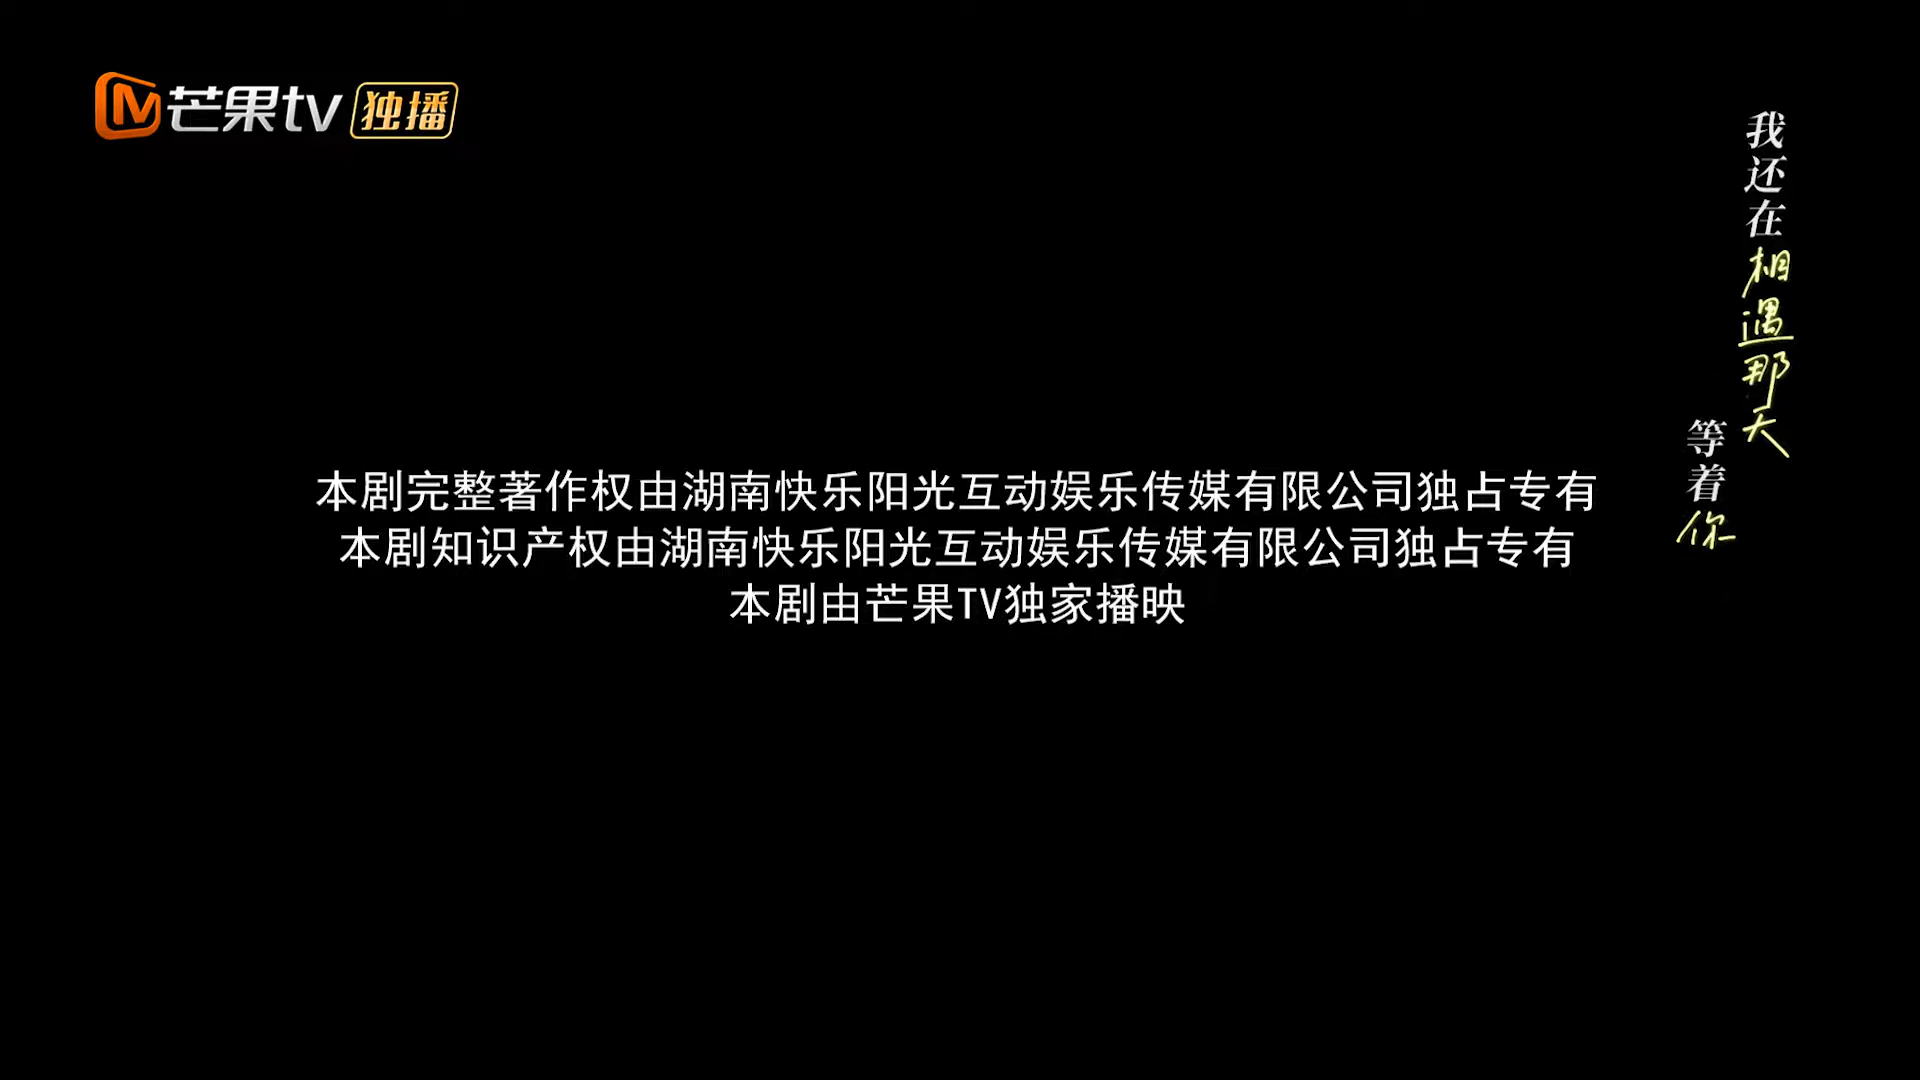 芒果tv 独播
我还在相遇那天
等着你
本剧完整著作权由湖南快乐阳光互动娱乐传媒有限公司独占专有
本剧知识产权由湖南快乐阳光互动娱乐传媒有限公司独占专有
本剧由芒果TV独家播映